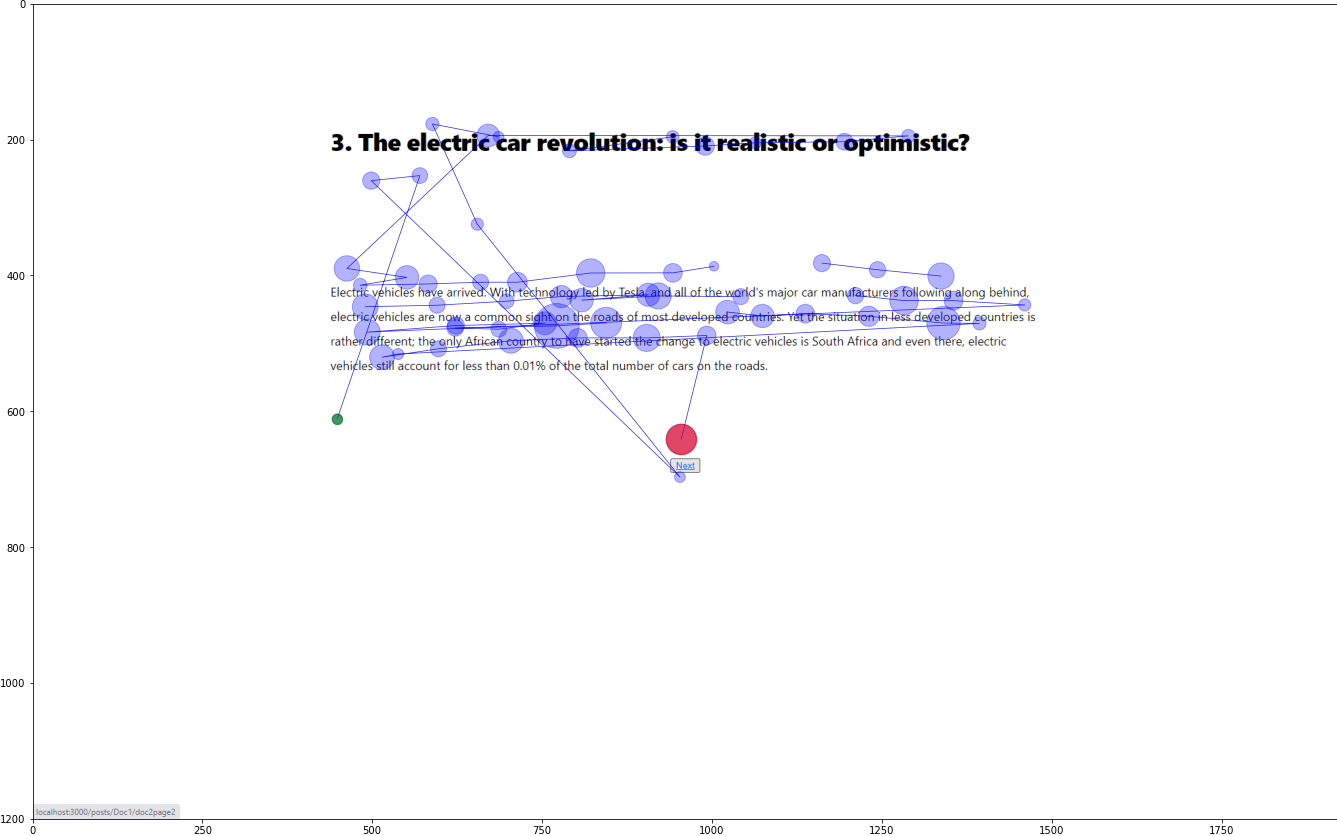 0
200
3. The electric car revolution: is it realistic or optimistic?
400
Electric vehicles have arrived. With technology led by Tesla, and all of the world's major car manufacturers following along behind,
electric vehicles are now a common sight on the roads of most developed countries. Yet the situation in less developed countries is
rather different; the only African country to have started the change to electric vehicles is South Africa and even there, electric
vehicles still account for less than 0.01% of the total number of cars on the roads.
600
Next
800
1000
localhost:3000/posts/Doc1/doc2page2
1200
0 250 500 750 1000 1250 1500 1750